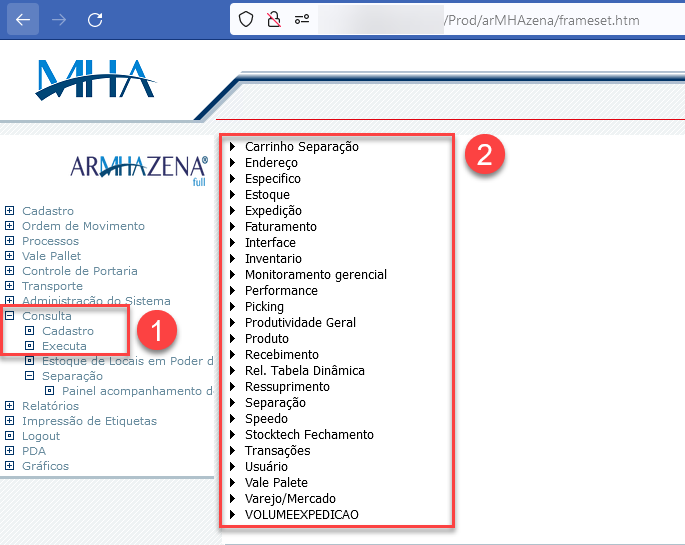 /Prod/arMHAzena/frameset.htm
MHA
ARMHAZENA®
full
Cadastro
Ordem de Movimento
Processos
Vale Pallet
Controle de Portaria
Transporte
Administração do Sistema
Consulta
Cadastro
Executa
Estoque de Locais em Poder d
Separação
Painel acompanhamento d
Relatórios
Impressão de Etiquetas
Logout
PDA
Gráficos
1
Carrinho Separação
Endereço
Especifico
Estoque
Expedição
Faturamento
Interface
Inventario
Monitoramento gerencial
Performance
Picking
Produtividade Geral
Produto
Recebimento
Rel. Tabela Dinâmica
Ressuprimento
Separação
Speedo
Stocktech Fechamento
Transações
Usuário
Vale Palete
Varejo/Mercado
VOLUMEEXPEDICAO
2